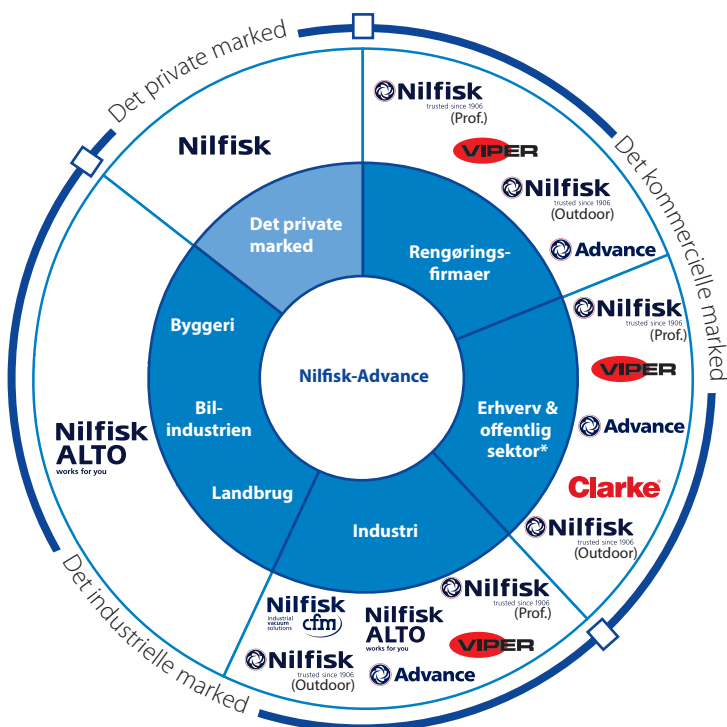 Det private marked
Nilfisk
Det private
marked
Det kommercielle marked
Nilfisk
trusted since 1906
(Prof.)
VIPER
Nilfisk
trusted since 1906
(Outdoor)
Advance
Rengørings-
firmaer
Nilfisk
trusted since 1906
(Prof.)
VIPER
Advance
Clarke®
Nilfisk
trusted since 1906
(Outdoor)
Erhverv &
offentlig
sektor*
Nilfisk-Advance
Byggeri
Bil-
industrien
Landbrug
Nilfisk
ALTO
works for you
Industri
Nilfisk
industrial
vacuum
solutions
cfm
Nilfisk
ALTO
works for you
Nilfisk
trusted since 1906
(Prof.)
VIPER
Nilfisk
trusted since 1906
(Outdoor)
Advance
Det industrielle marked